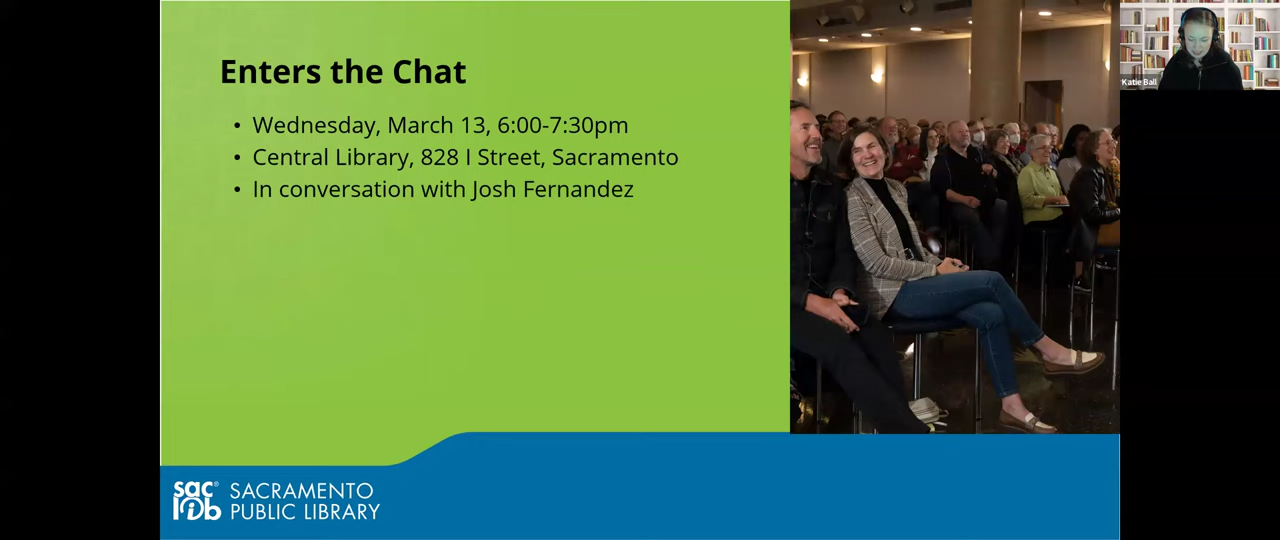 Enters the Chat
• Wednesday, March 13, 6:00-7:30pm
• Central Library, 828 I Street, Sacramento
• In conversation with Josh Fernandez
Katie Ball
sac lib®
SACRAMENTO
PUBLIC LIBRARY